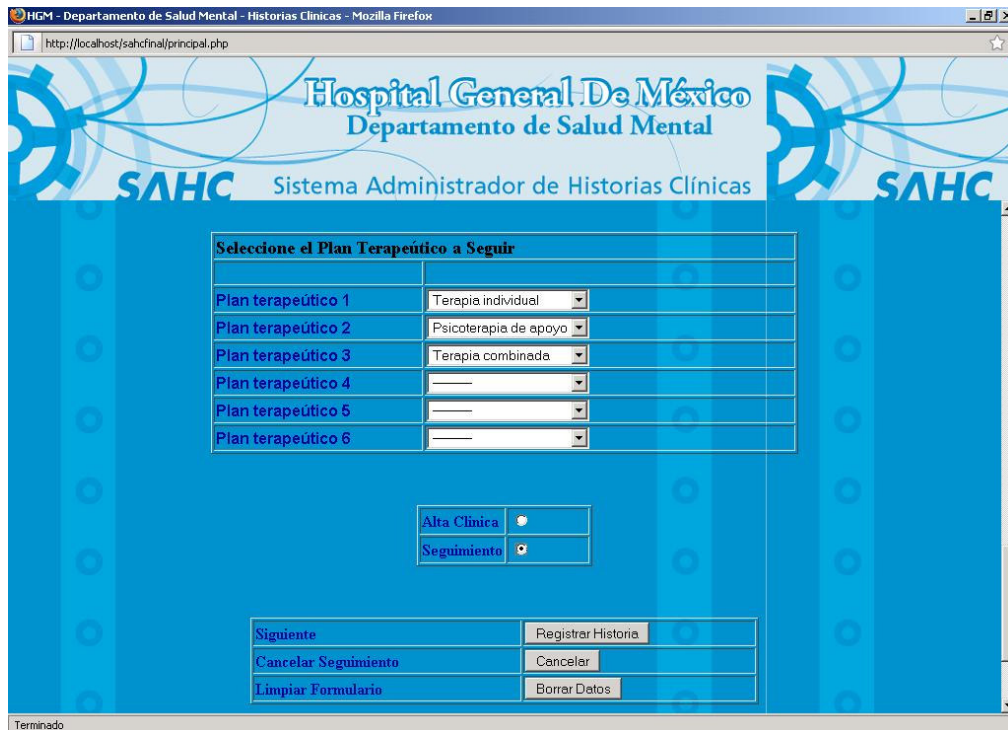 HGM - Departamento de Salud Mental - Historias Clinicas - Mozilla Firefox
http://localhost/sahcfinal/principal.php
Hospital General De México
Departamento de Salud Mental
SAHC Sistema Administrador de Historias Clínicas SAHC
Seleccione el Plan Terapeútico a Seguir
Plan terapeútico 1 Terapia individual
Plan terapeútico 2 Psicoterapia de apoyo
Plan terapeútico 3 Terapia combinada
Plan terapeútico 4 ———
Plan terapeútico 5 ———
Plan terapeútico 6 ———
Alta Clinica
Seguimiento
Siguiente Registrar Historia
Cancelar Seguimiento Cancelar
Limpiar Formulario Borrar Datos
Terminado